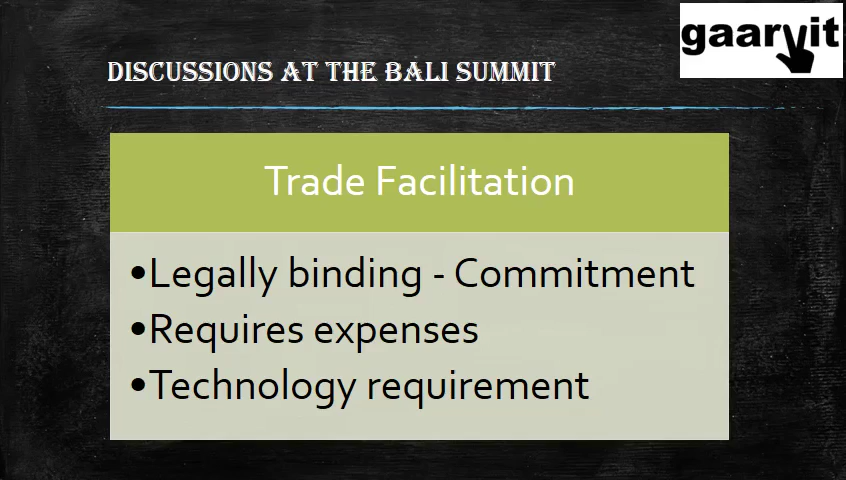 gaarvit
DISCUSSIONS AT THE BALI SUMMIT
Trade Facilitation
•Legally binding - Commitment
•Requires expenses
•Technology requirement